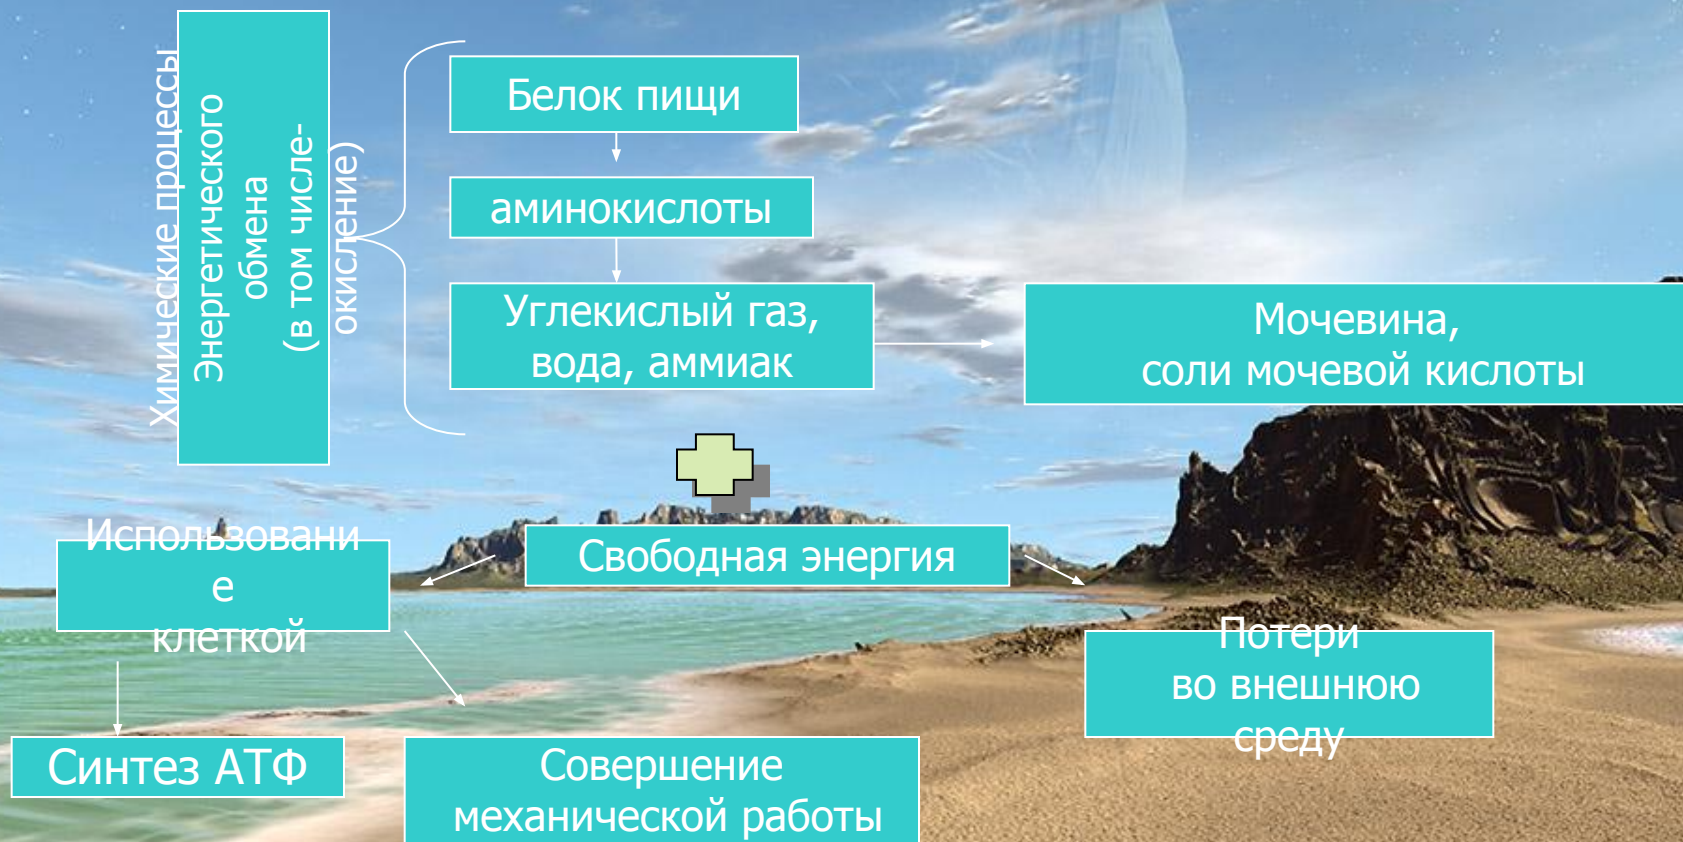 Химические процессы
Энергетического
обмена
(в том числе-
окисление)
Белок пищи
аминокислоты
Углекислый газ,
вода, аммиак
Мочевина,
соли мочевой кислоты
Свободная энергия
Использовани
е
клеткой
Потери
во внешнюю
среду
Синтез АТФ
Совершение
механической работы